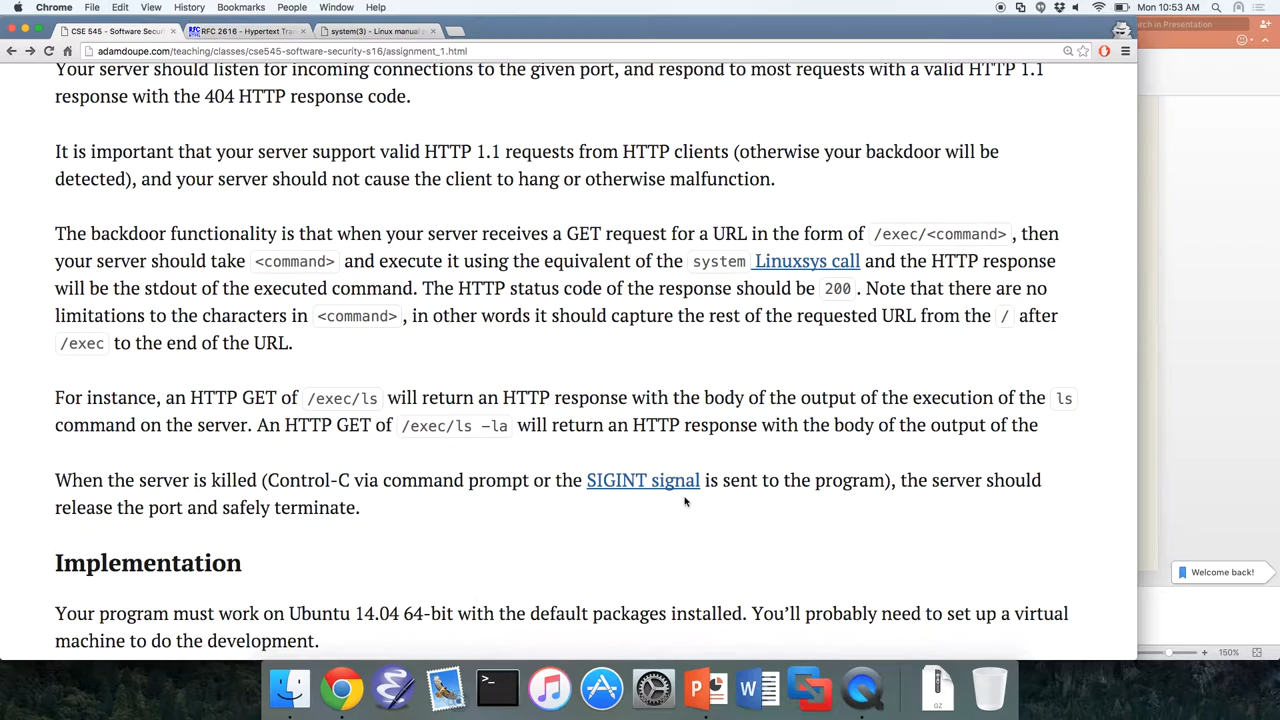 Chrome File Edit View History Bookmarks People Window Help Mon 10:53 AM
CSE 545 - Software Securi RFC 2616 - Hypertext Tran system(3) - Linux manual p
adamdoupe.com/teaching/classes/cse545-software-security-s16/assignment_1.html
rch in Presentation
Your server should listen for incoming connections to the given port, and respond to most requests with a valid HTTP 1.1
response with the 404 HTTP response code.
It is important that your server support valid HTTP 1.1 requests from HTTP clients (otherwise your backdoor will be
detected), and your server should not cause the client to hang or otherwise malfunction.
The backdoor functionality is that when your server receives a GET request for a URL in the form of /exec/<command>, then
your server should take <command> and execute it using the equivalent of the system Linuxsys call and the HTTP response
will be the stdout of the executed command. The HTTP status code of the response should be 200. Note that there are no
limitations to the characters in <command>, in other words it should capture the rest of the requested URL from the / after
/exec to the end of the URL.
For instance, an HTTP GET of /exec/ls will return an HTTP response with the body of the output of the execution of the ls
command on the server. An HTTP GET of /exec/ls -la will return an HTTP response with the body of the output of the
When the server is killed (Control-C via command prompt or the SIGINT signal is sent to the program), the server should
release the port and safely terminate.
Implementation
Your program must work on Ubuntu 14.04 64-bit with the default packages installed. You'll probably need to set up a virtual
machine to do the development.
Welcome back!
150%